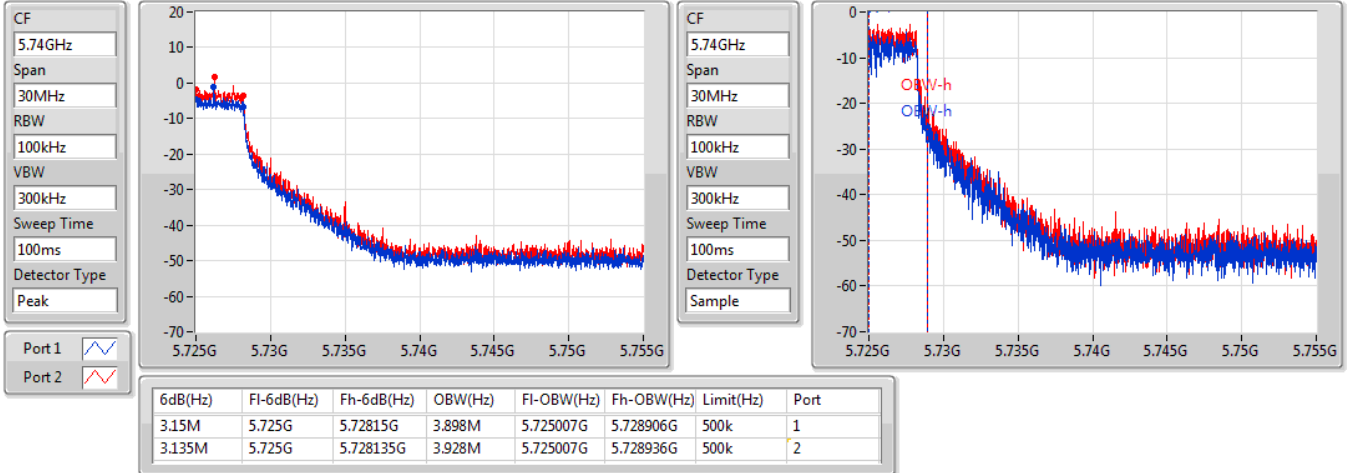 CF
5.74GHz
Span
30MHz
RBW
100kHz
VBW
300kHz
Sweep Time
100ms
Detector Type
Peak
Port 1
Port 2
20
10
0
-10
-20
-30
-40
-50
-60
-70
5.725G 5.73G 5.735G 5.74G 5.745G 5.75G 5.755G
CF
5.74GHz
Span
30MHz
RBW
100kHz
VBW
300kHz
Sweep Time
100ms
Detector Type
Sample
0
-10
-20
-30
-40
-50
-60
-70
OBW-h
OBW-h
5.725G 5.73G 5.735G 5.74G 5.745G 5.75G 5.755G
6dB(Hz) Fl-6dB(Hz) Fh-6dB(Hz) OBW(Hz) Fl-OBW(Hz) Fh-OBW(Hz) Limit(Hz) Port
3.15M 5.725G 5.72815G 3.898M 5.725007G 5.728906G 500k 1
3.135M 5.725G 5.728135G 3.928M 5.725007G 5.728936G 500k 2